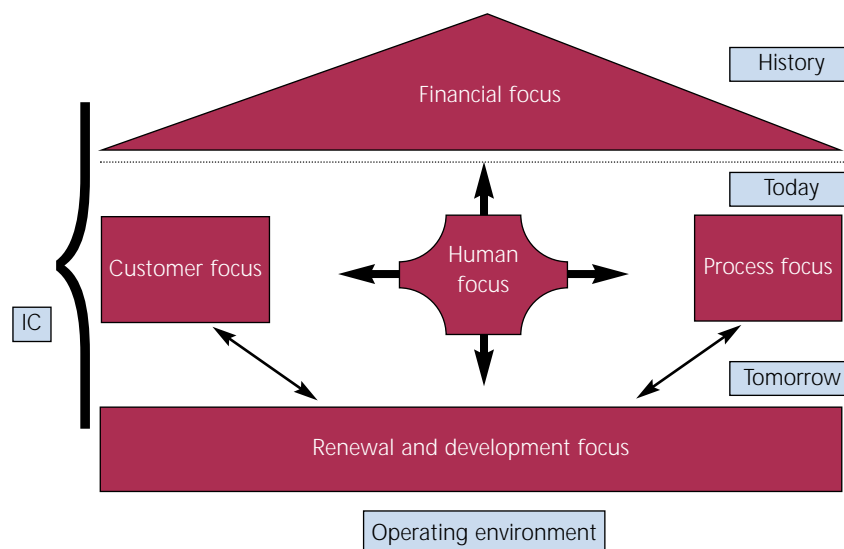 History
Financial focus
Today
Customer focus
Human
focus
Process focus
IC
Tomorrow
Renewal and development focus
Operating environment